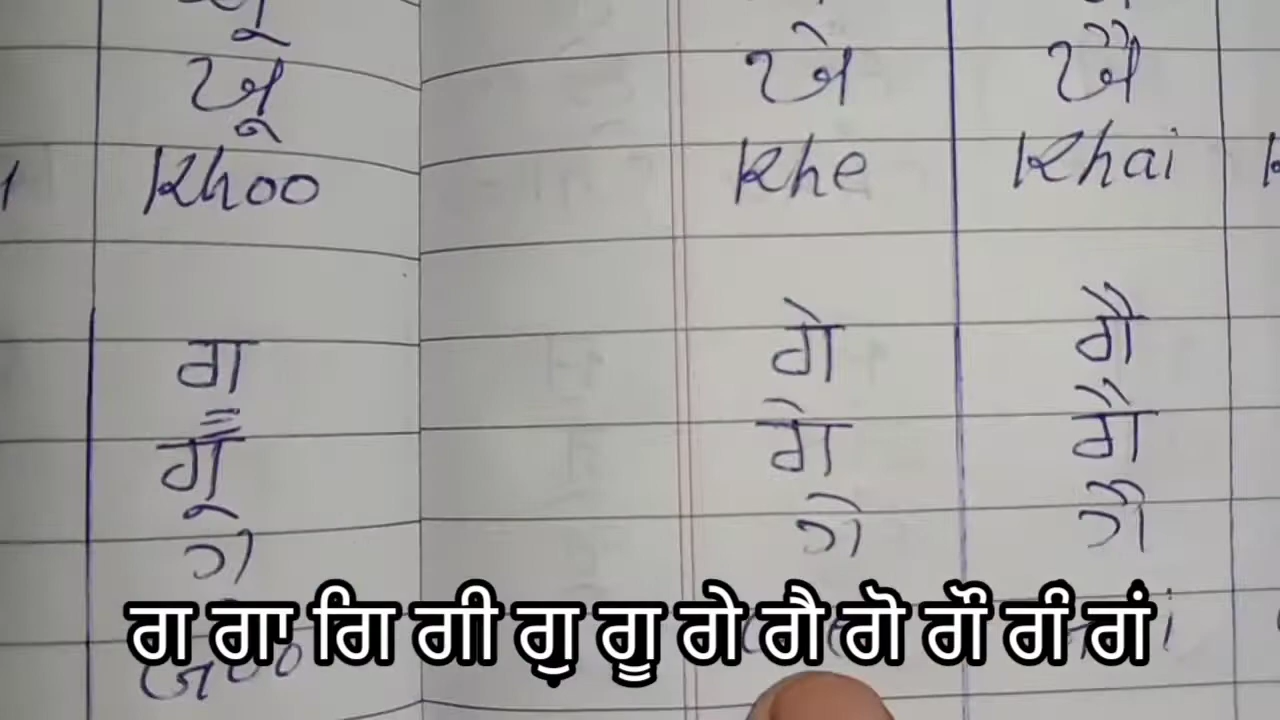 ખૂ ખે ખૈ
Khoo Khe Khai
ਗੂ ਗੇ ਗੈ
गू गे गै
ગૂ ગે ગૈ
ਗ ਗਾ ਗਿ ਗੀ ਗੁ ਗੂ ਗੇ ਗੈ ਗੋ ਗੌ ਗੰ ਗਂ